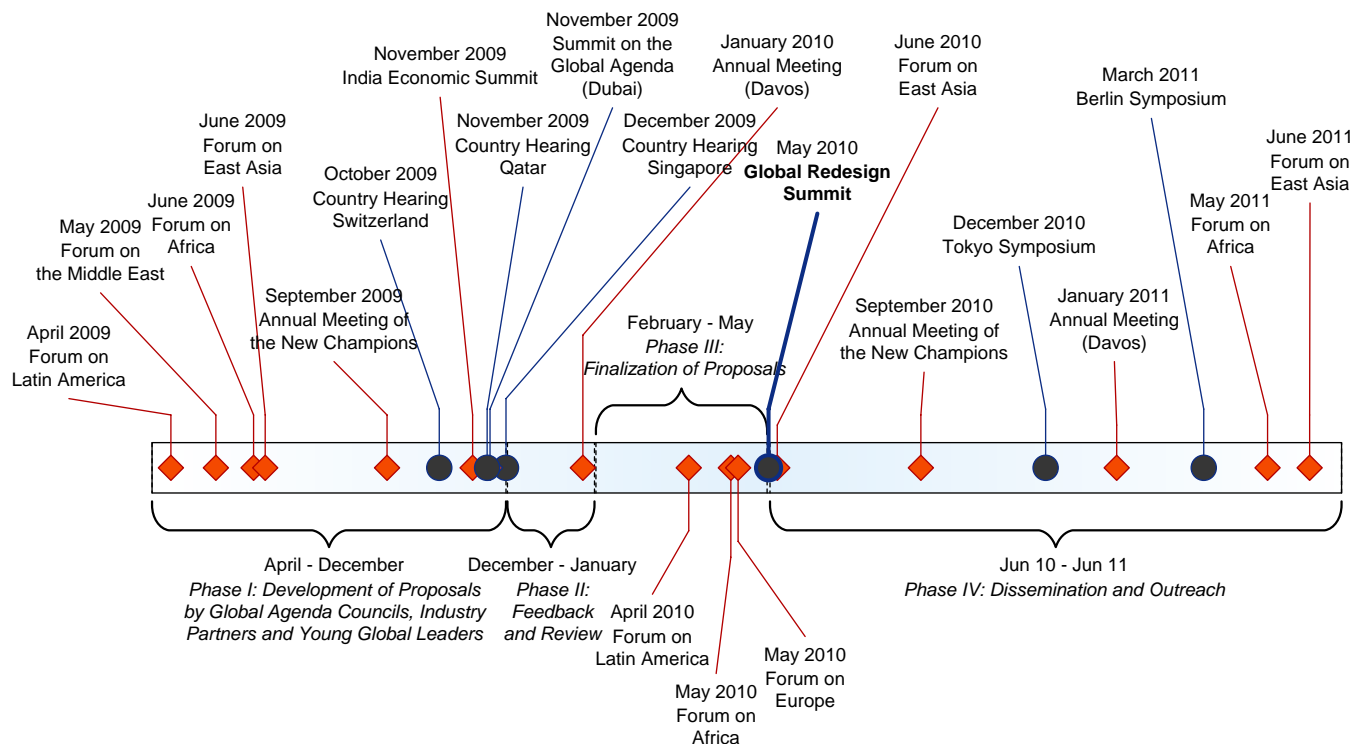 November 2009
Summit on the
Global Agenda
(Dubai)
November 2009
India Economic Summit
January 2010
Annual Meeting
(Davos)
June 2010
Forum on
East Asia
March 2011
Berlin Symposium
June 2009
Forum on
East Asia
November 2009
Country Hearing
Qatar
December 2009
Country Hearing
Singapore
May 2010
Global Redesign
Summit
June 2011
Forum on
East Asia
October 2009
Country Hearing
Switzerland
June 2009
Forum on
Africa
May 2009
Forum on
the Middle East
December 2010
Tokyo Symposium
May 2011
Forum on
Africa
September 2009
Annual Meeting of
the New Champions
April 2009
Forum on
Latin America
February - May
Phase III:
Finalization of Proposals
September 2010
Annual Meeting of
the New Champions
January 2011
Annual Meeting
(Davos)
April - December
Phase I: Development of Proposals
by Global Agenda Councils, Industry
Partners and Young Global Leaders
December - January
Phase II:
Feedback
and Review
Jun 10 - Jun 11
Phase IV: Dissemination and Outreach
April 2010
Forum on
Latin America
May 2010
Forum on
Africa
May 2010
Forum on
Europe